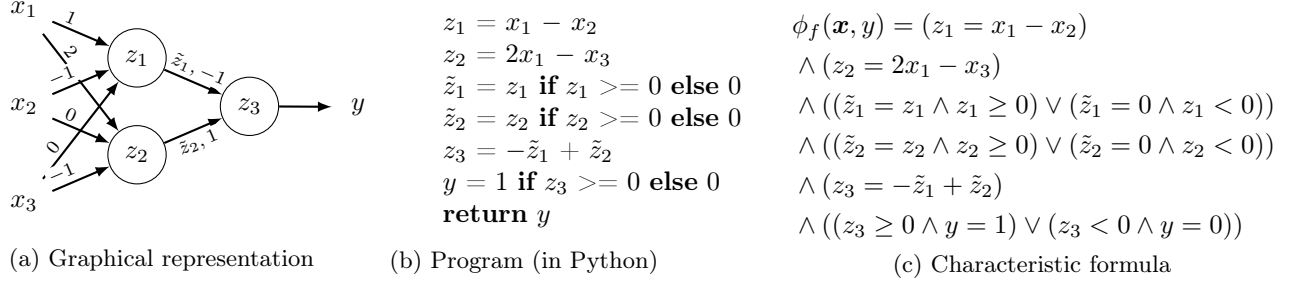 x₁
1
2
−1
x₂
0
0
−1
x₃
z₁
z₂
z̃₁, −1
z̃₂, 1
z₃
y
(a) Graphical representation
z₁ = x₁ − x₂
z₂ = 2x₁ − x₃
z̃₁ = z₁ if z₁ >= 0 else 0
z̃₂ = z₂ if z₂ >= 0 else 0
z₃ = −z̃₁ + z̃₂
y = 1 if z₃ >= 0 else 0
return y
(b) Program (in Python)
ϕ_f(𝒙, y) = (z₁ = x₁ − x₂)
∧ (z₂ = 2x₁ − x₃)
∧ ((z̃₁ = z₁ ∧ z₁ ≥ 0) ∨ (z̃₁ = 0 ∧ z₁ < 0))
∧ ((z̃₂ = z₂ ∧ z₂ ≥ 0) ∨ (z̃₂ = 0 ∧ z₂ < 0))
∧ (z₃ = −z̃₁ + z̃₂)
∧ ((z₃ ≥ 0 ∧ y = 1) ∨ (z₃ < 0 ∧ y = 0))
(c) Characteristic formula